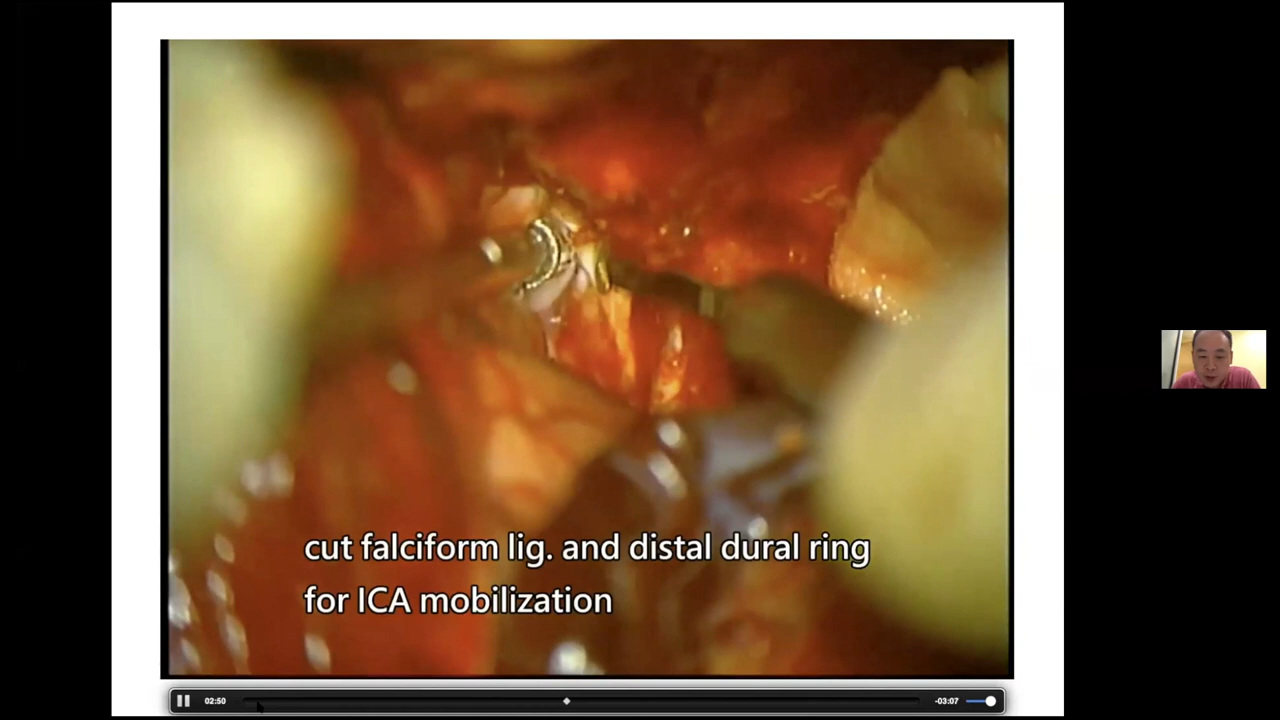 cut falciform lig. and distal dural ring
for ICA mobilization
02:50
-03:07